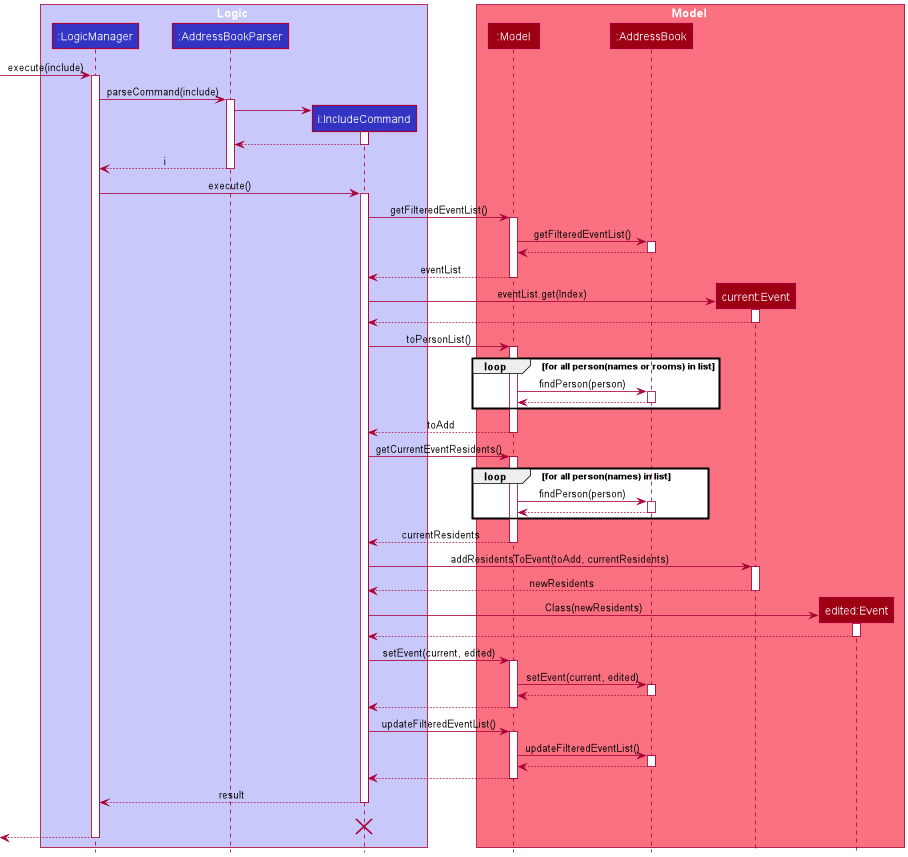 Logic
Model
:LogicManager
:AddressBookParser
:Model
:AddressBook
execute(include)
parseCommand(include)
i:IncludeCommand
i
execute()
getFilteredEventList()
getFilteredEventList()
eventList
eventList.get(Index)
current:Event
toPersonList()
loop
[for all person(names or rooms) in list]
findPerson(person)
toAdd
getCurrentEventResidents()
loop
[for all person(names) in list]
findPerson(person)
currentResidents
addResidentsToEvent(toAdd, currentResidents)
newResidents
Class(newResidents)
edited:Event
setEvent(current, edited)
setEvent(current, edited)
updateFilteredEventList()
updateFilteredEventList()
result